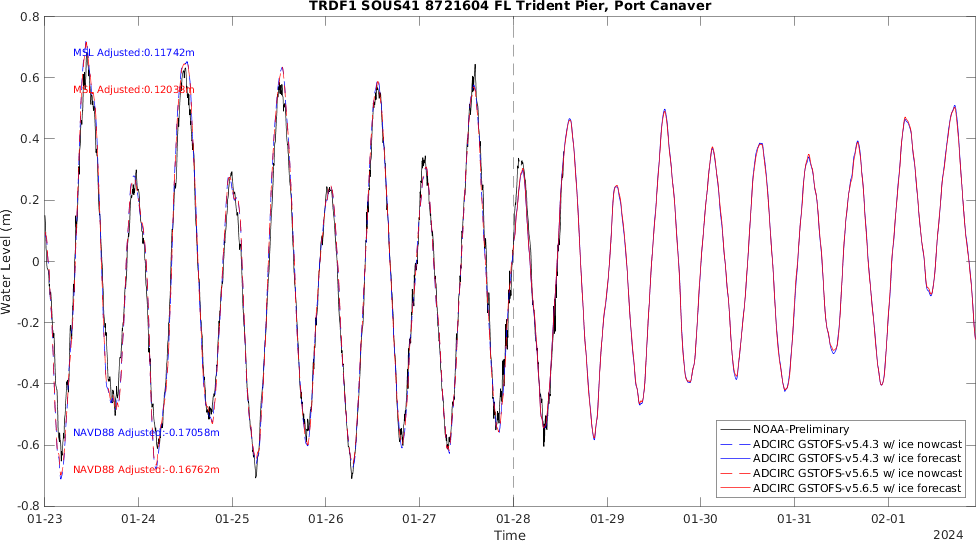 TRDF1 SOUS41 8721604 FL Trident Pier, Port Canaver
0.8
0.6
0.4
0.2
0
-0.2
-0.4
-0.6
-0.8
Water Level (m)
MSL Adjusted:0.11742m
MSL Adjusted:0.12038m
NAVD88 Adjusted:-0.17058m
NAVD88 Adjusted:-0.16762m
NOAA-Preliminary
ADCIRC GSTOFS-v5.4.3 w/ ice nowcast
ADCIRC GSTOFS-v5.4.3 w/ ice forecast
ADCIRC GSTOFS-v5.6.5 w/ ice nowcast
ADCIRC GSTOFS-v5.6.5 w/ ice forecast
01-23 01-24 01-25 01-26 01-27 01-28 01-29 01-30 01-31 02-01
Time
2024